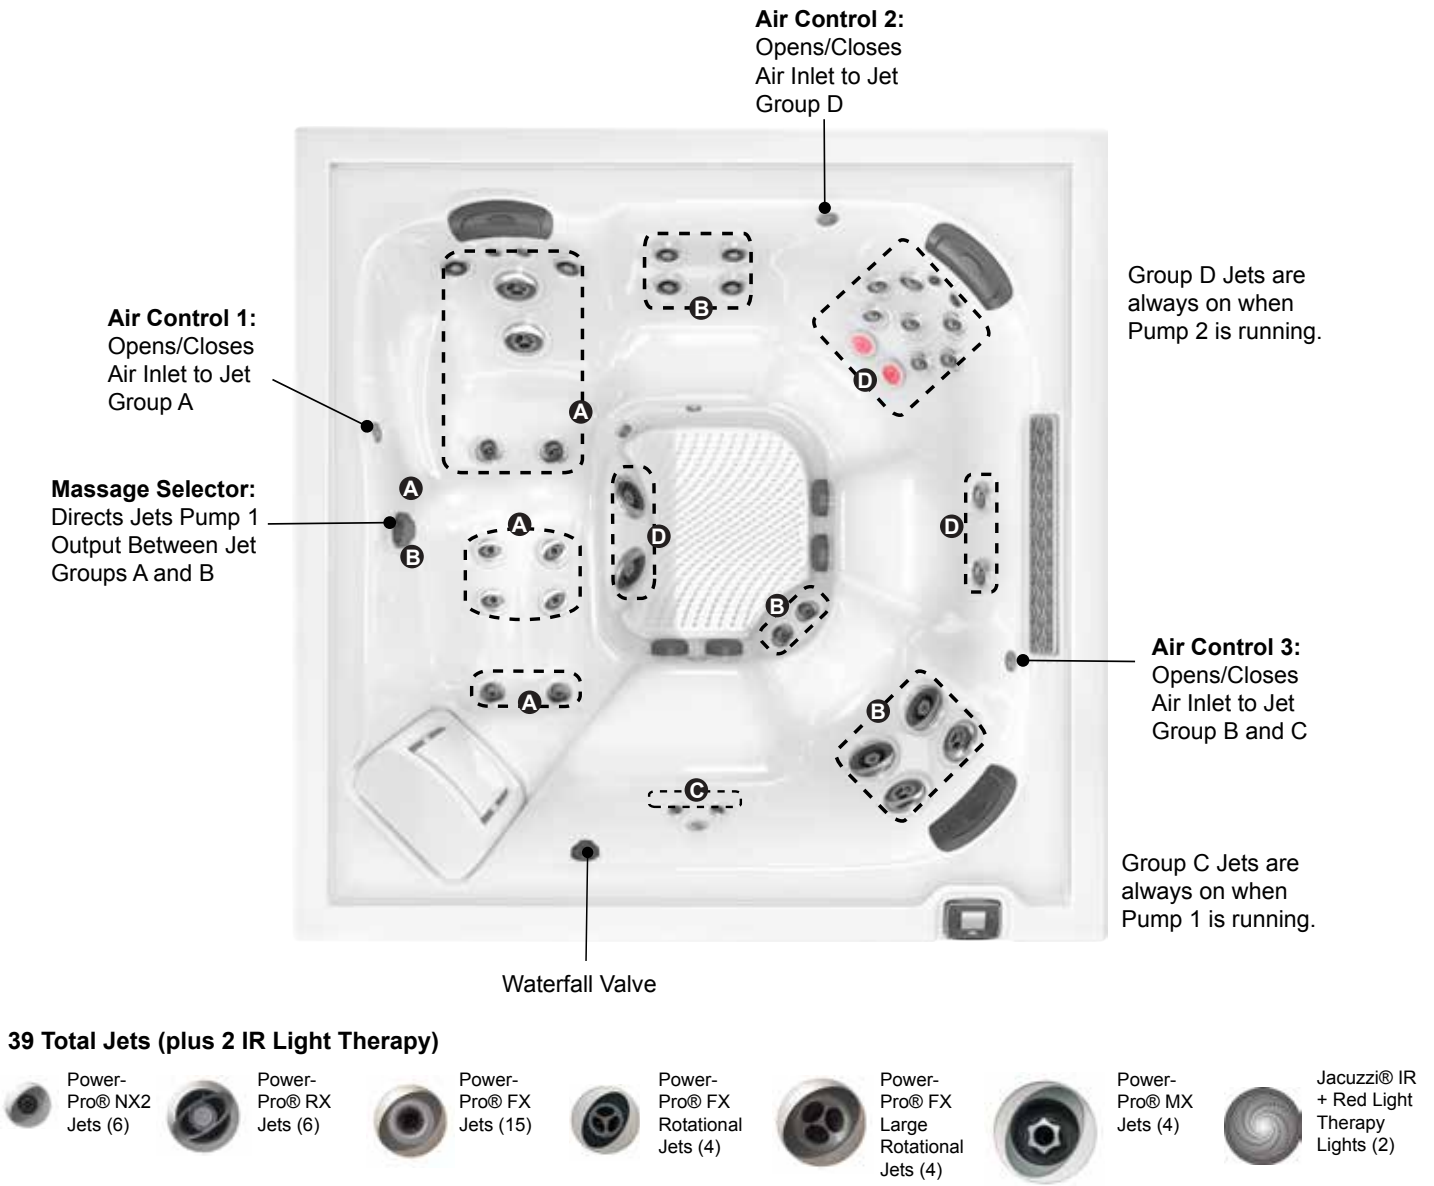 Air Control 2:
Opens/Closes
Air Inlet to Jet
Group D
Group D Jets are
always on when
Pump 2 is running.
Air Control 1:
Opens/Closes
Air Inlet to Jet
Group A
Massage Selector:
Directs Jets Pump 1
Output Between Jet
Groups A and B
B
D
A
A
B
A
D
D
B
A
B
C
Air Control 3:
Opens/Closes
Air Inlet to Jet
Group B and C
Group C Jets are
always on when
Pump 1 is running.
Waterfall Valve
39 Total Jets (plus 2 IR Light Therapy)
Power-
Pro® NX2
Jets (6)
Power-
Pro® RX
Jets (6)
Power-
Pro® FX
Jets (15)
Power-
Pro® FX
Rotational
Jets (4)
Power-
Pro® FX
Large
Rotational
Jets (4)
Power-
Pro® MX
Jets (4)
Jacuzzi® IR
+ Red Light
Therapy
Lights (2)